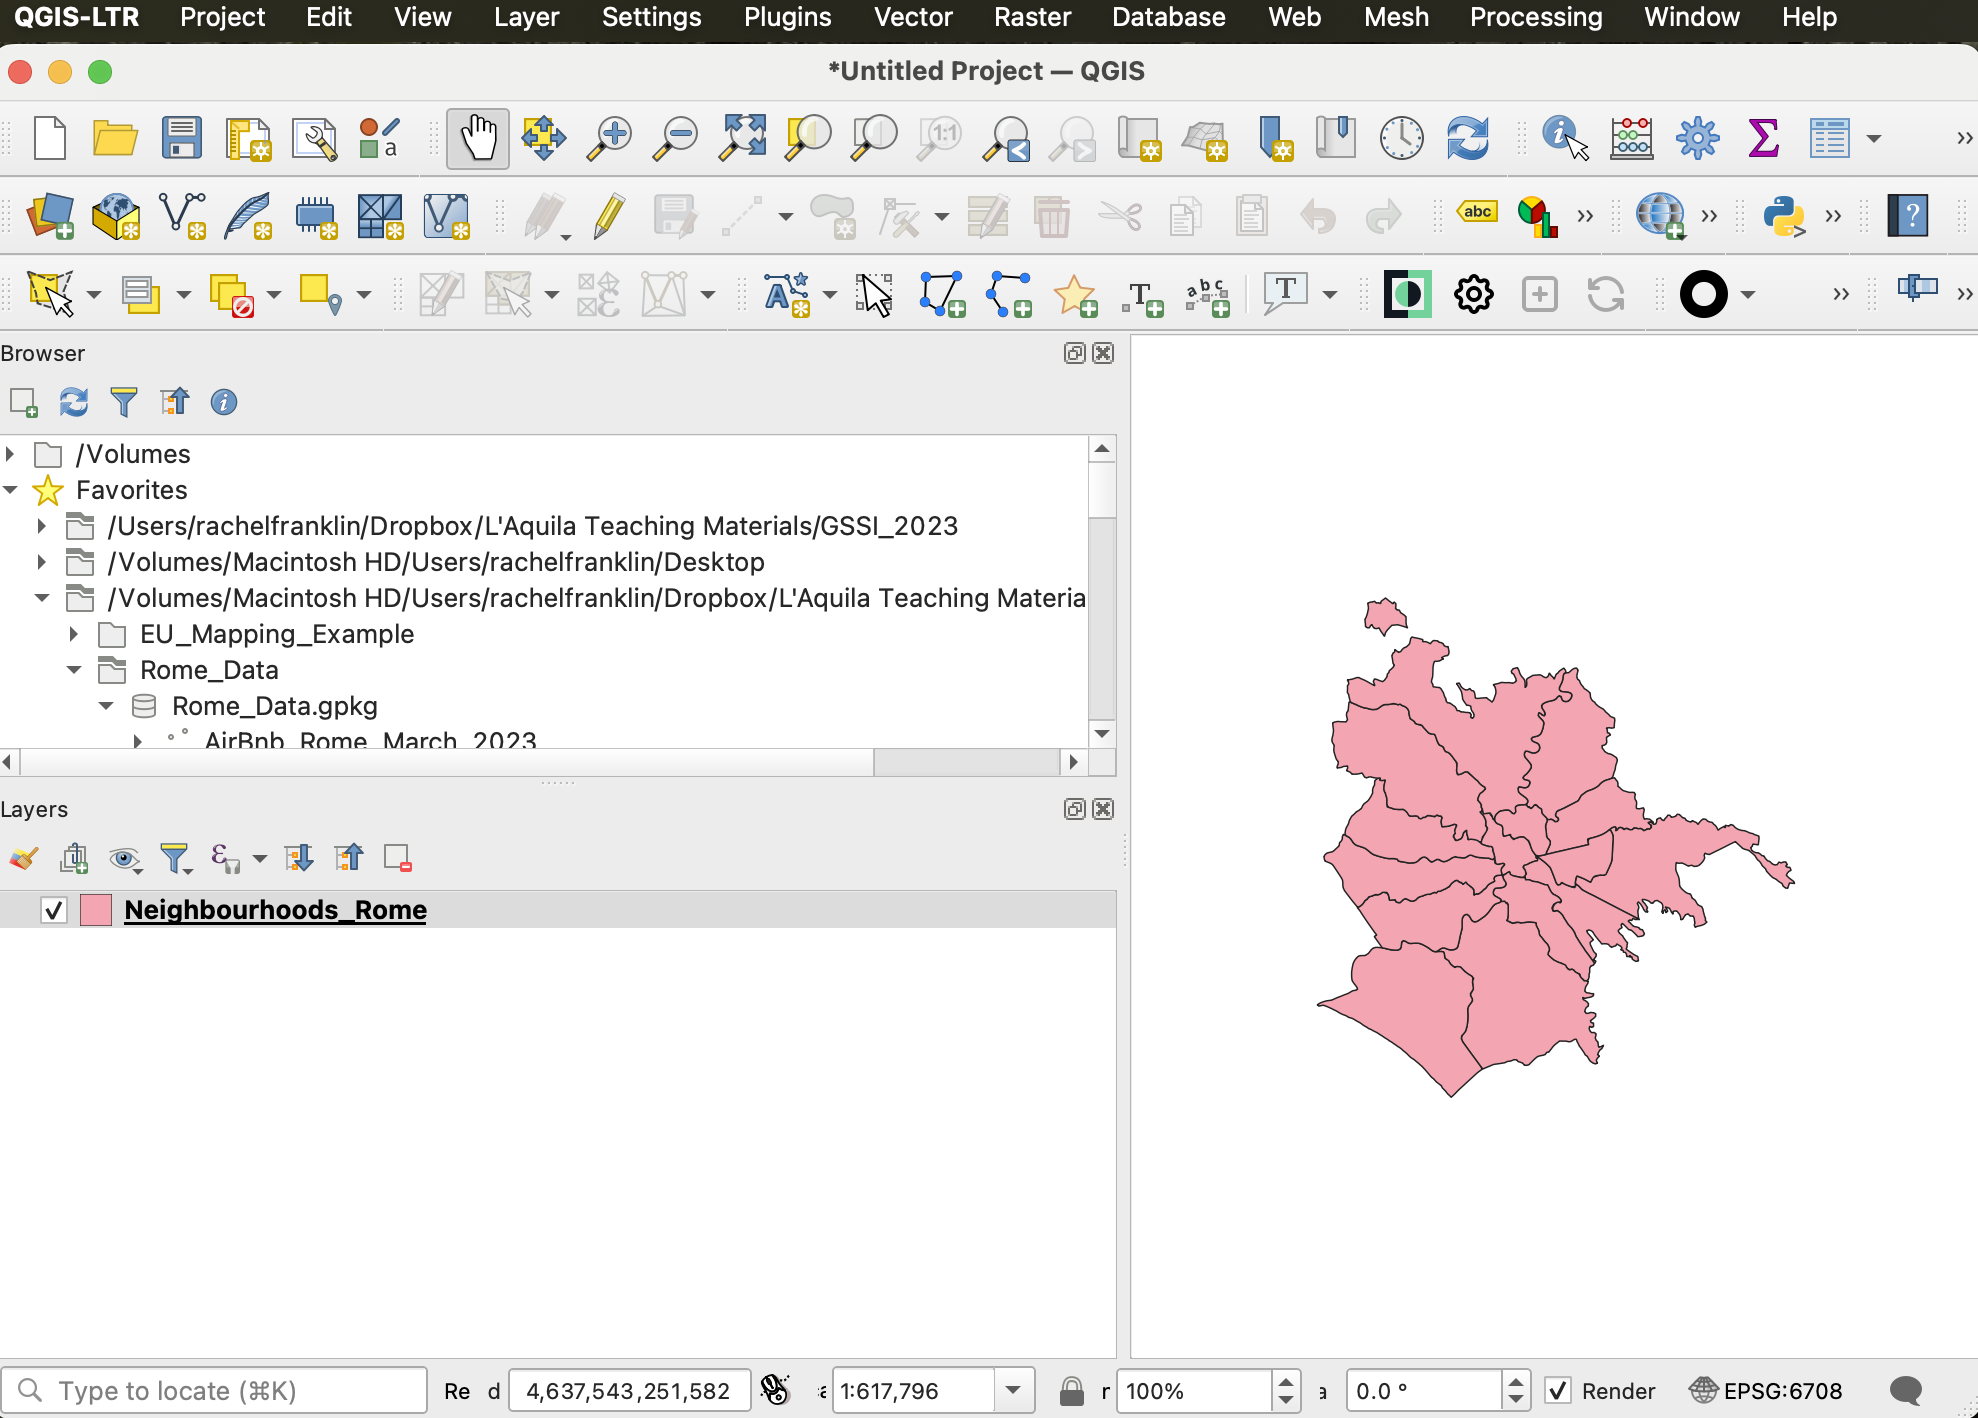 QGIS-LTR Project Edit View Layer Settings Plugins Vector Raster Database Web Mesh Processing Window Help
*Untitled Project — QGIS
a
1:1
abc
?
T
a b c
T
Browser
/Volumes
Favorites
/Users/rachelfranklin/Dropbox/L'Aquila Teaching Materials/GSSI_2023
/Volumes/Macintosh HD/Users/rachelfranklin/Desktop
/Volumes/Macintosh HD/Users/rachelfranklin/Dropbox/L'Aquila Teaching Materia
EU_Mapping_Example
Rome_Data
Rome_Data.gpkg
AirBnb_Rome_March_2023
Layers
Neighbourhoods_Rome
Type to locate (⌘K) Re d 4,637,543,251,582 1:617,796 r 100% a 0.0 ° Render EPSG:6708